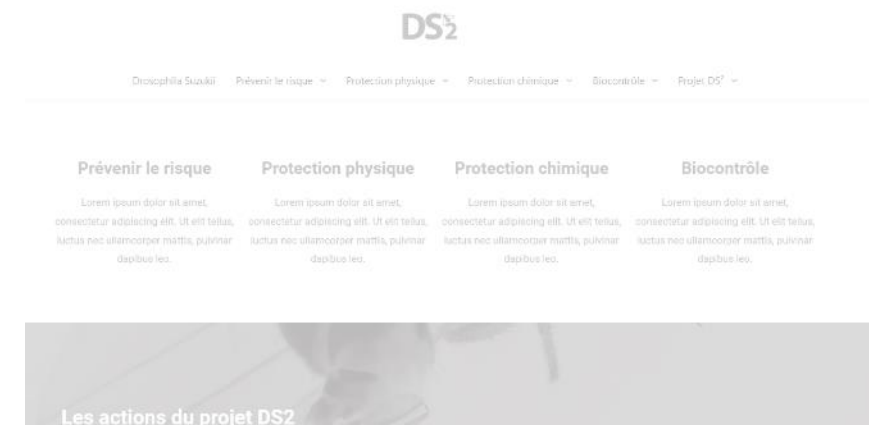 DS2
Drosophila Suzukii Prévenir le risque Protection physique Protection chimique Biocontrôle Projet DS²
Prévenir le risque
Lorem ipsum dolor sit amet,
consectetur adipiscing elit. Ut elit tellus,
luctus nec ullamcorper mattis, pulvinar
dapibus leo.
Protection physique
Lorem ipsum dolor sit amet,
consectetur adipiscing elit. Ut elit tellus,
luctus nec ullamcorper mattis, pulvinar
dapibus leo.
Protection chimique
Lorem ipsum dolor sit amet,
consectetur adipiscing elit. Ut elit tellus,
luctus nec ullamcorper mattis, pulvinar
dapibus leo.
Biocontrôle
Lorem ipsum dolor sit amet,
consectetur adipiscing elit. Ut elit tellus,
luctus nec ullamcorper mattis, pulvinar
dapibus leo.
Les actions du projet DS2